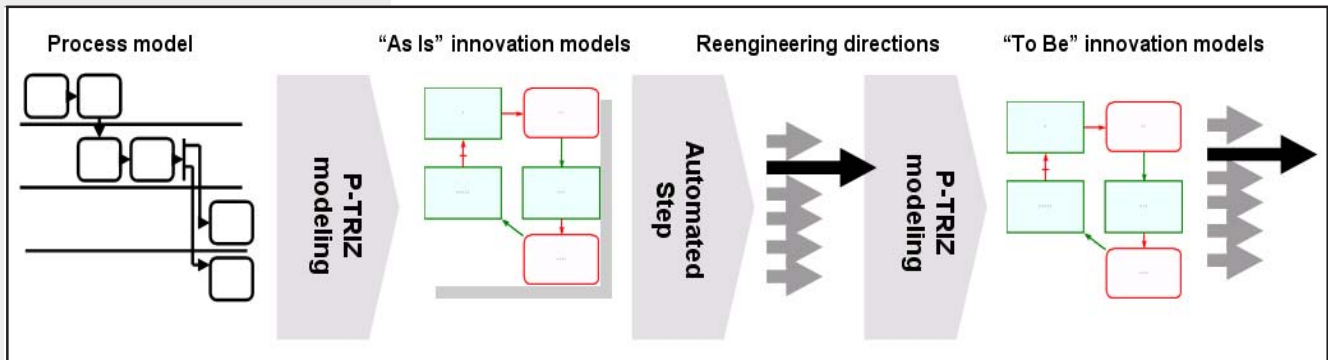 Process model
“As Is” innovation models
Reengineering directions
“To Be” innovation models
P-TRIZ
modeling
Automated
Step
P-TRIZ
modeling